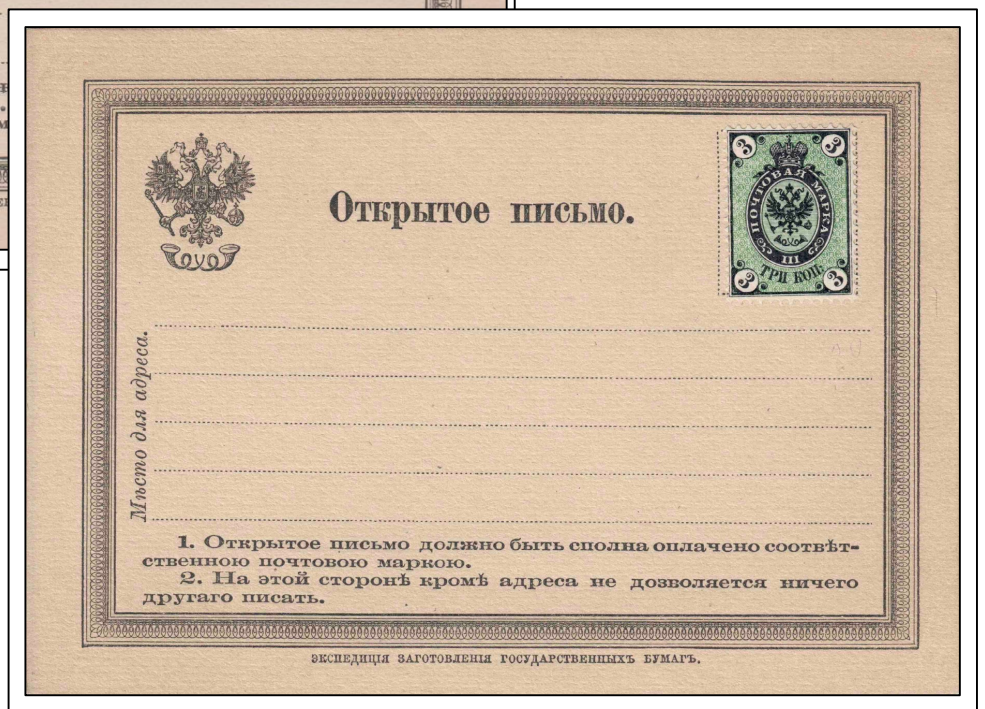 Открытое письмо.
3 3
ПОЧТОВАЯ МАРКА
III
ТРИ КОП:
3 3
Мѣсто для адреса.
1. Открытое письмо должно быть сполна оплачено соотвѣт-
ственною почтовою маркою.
2. На этой сторонѣ кромѣ адреса не дозволяется ничего
другаго писать.
ЭКСПЕДИЦІЯ ЗАГОТОВЛЕНІЯ ГОСУДАРСТВЕННЫХЪ БУМАГЪ.